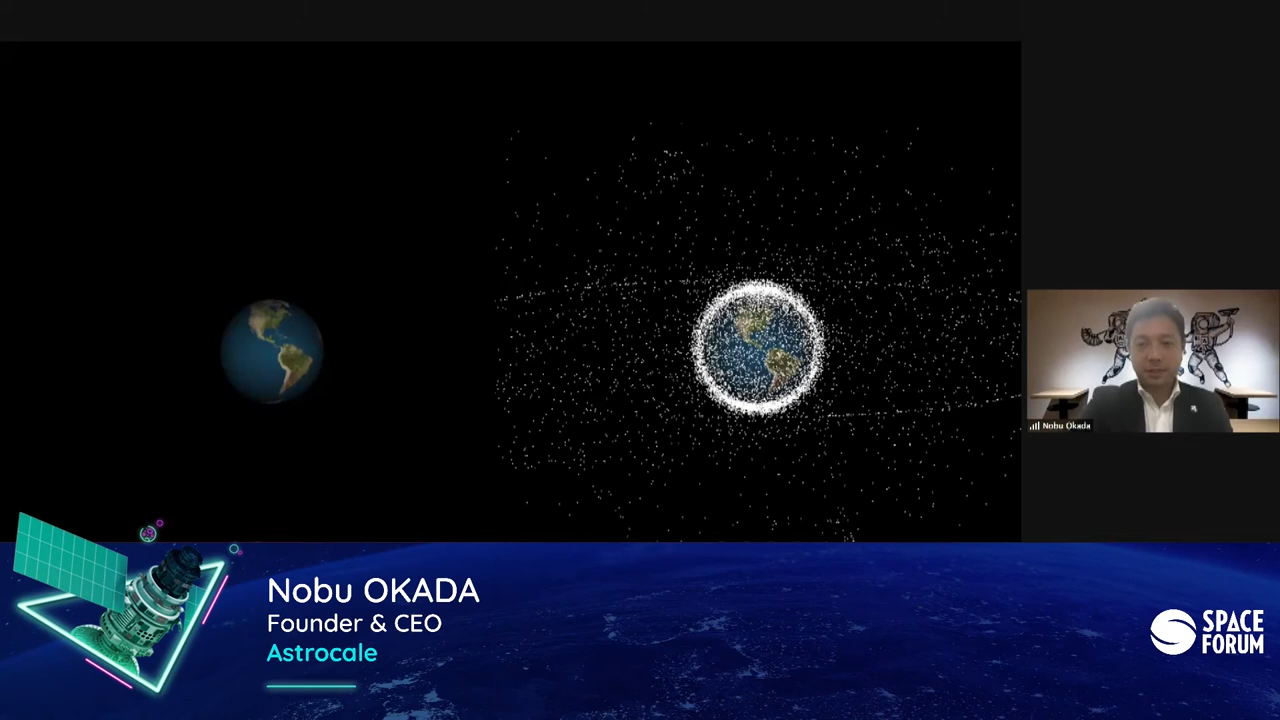 Nobu Okada
Nobu OKADA
Founder & CEO
Astrocale
SPACE
FORUM